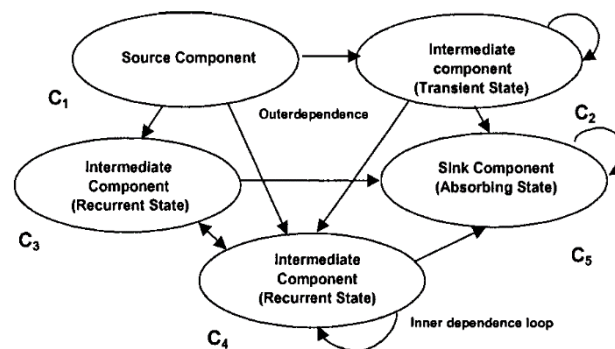 Source Component
Intermediate
component
(Transient State)
C1
Outerdependence
C2
Intermediate
Component
(Recurrent State)
Sink Component
(Absorbing State)
C3
Intermediate
Component
(Recurrent State)
C5
Inner dependence loop
C4